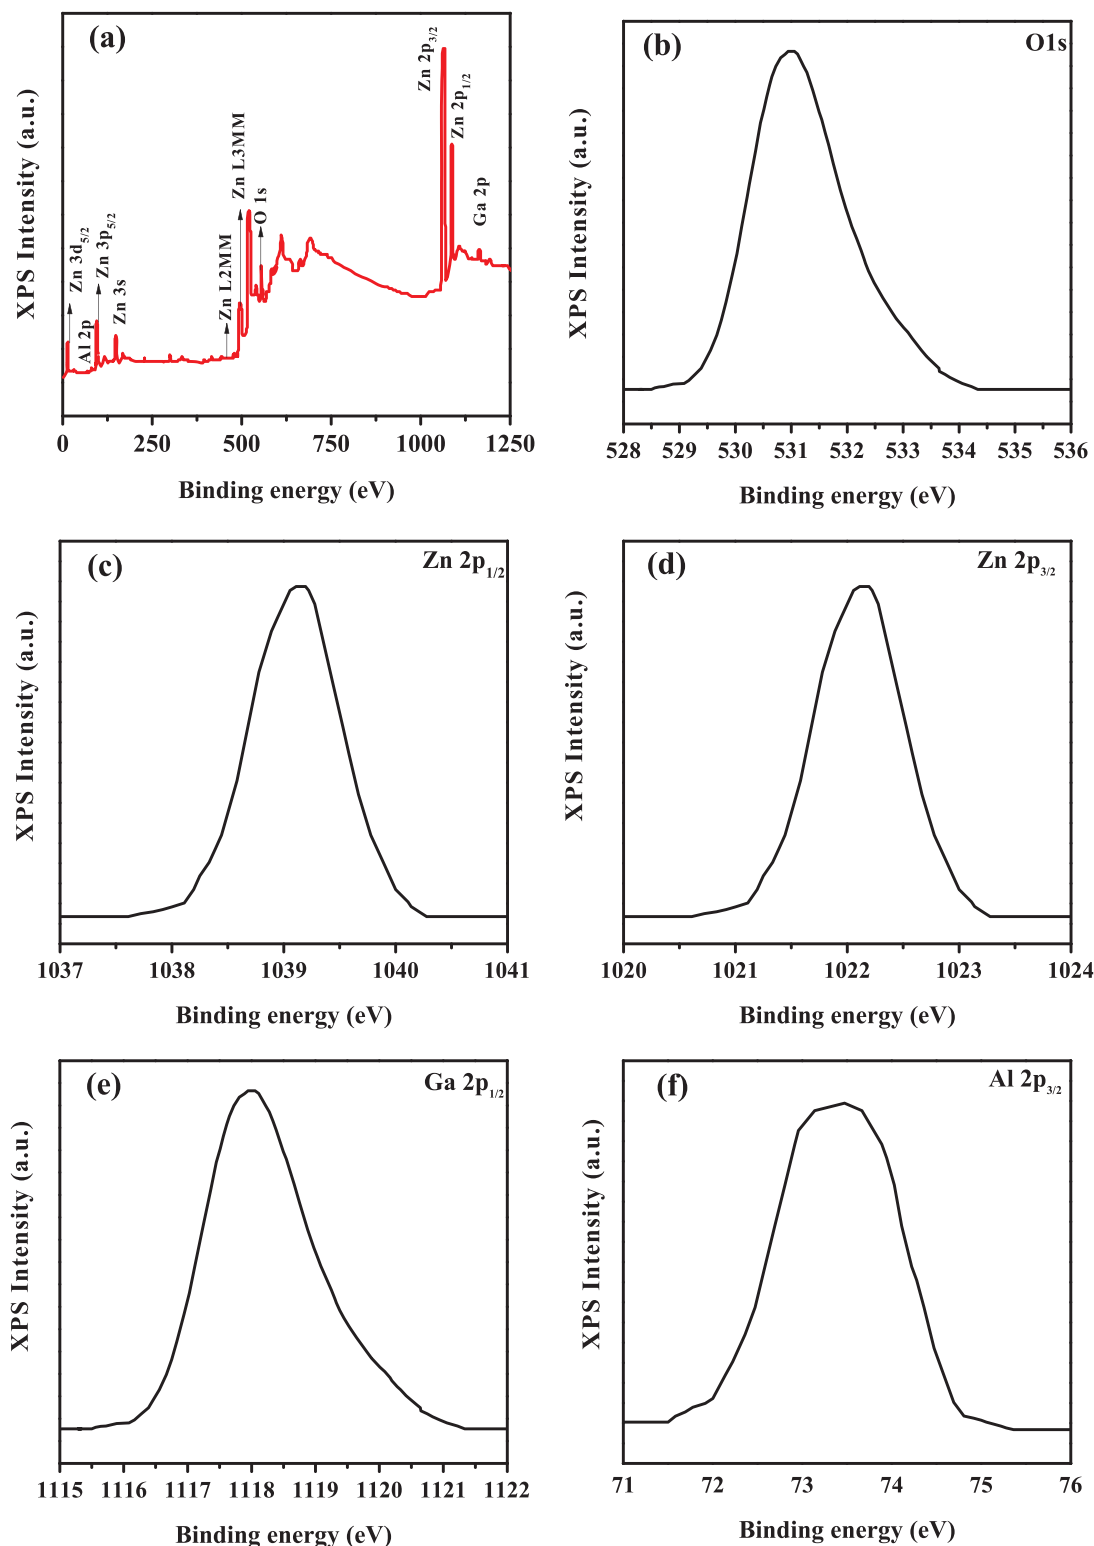 (a)
XPS Intensity (a.u.)
Zn 3d5/2
Al 2p
Zn 3p5/2
Zn 3s
Zn L2MM
Zn L3MM
O 1s
Zn 2p3/2
Zn 2p1/2
Ga 2p
0 250 500 750 1000 1250
Binding energy (eV)
(b)
O1s
XPS Intensity (a.u.)
528 529 530 531 532 533 534 535 536
Binding energy (eV)
(c)
Zn 2p1/2
XPS Intensity (a.u.)
1037 1038 1039 1040 1041
Binding energy (eV)
(d)
Zn 2p3/2
XPS Intensity (a.u.)
1020 1021 1022 1023 1024
Binding energy (eV)
(e)
Ga 2p1/2
XPS Intensity (a.u.)
1115 1116 1117 1118 1119 1120 1121 1122
Binding energy (eV)
(f)
Al 2p3/2
XPS Intensity (a.u.)
71 72 73 74 75 76
Binding energy (eV)